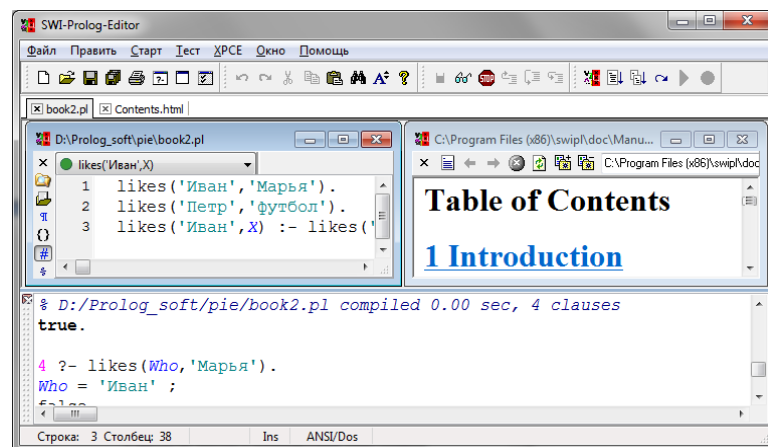 SWI-Prolog-Editor
Файл Править Старт Тест XPCE Окно Помощь
book2.pl Contents.html
D:\Prolog_soft\pie\book2.pl
likes('Иван',X)
1 likes('Иван','Марья').
2 likes('Петр','футбол').
3 likes('Иван',X) :- likes('
C:\Program Files (x86)\swipl\doc\Manu...
C:\Program Files (x86)\swipl\doc
Table of Contents
1 Introduction
% D:/Prolog_soft/pie/book2.pl compiled 0.00 sec, 4 clauses
true.
4 ?- likes(Who,'Марья').
Who = 'Иван' ;
false
Строка: 3 Столбец: 38 Ins ANSI/Dos